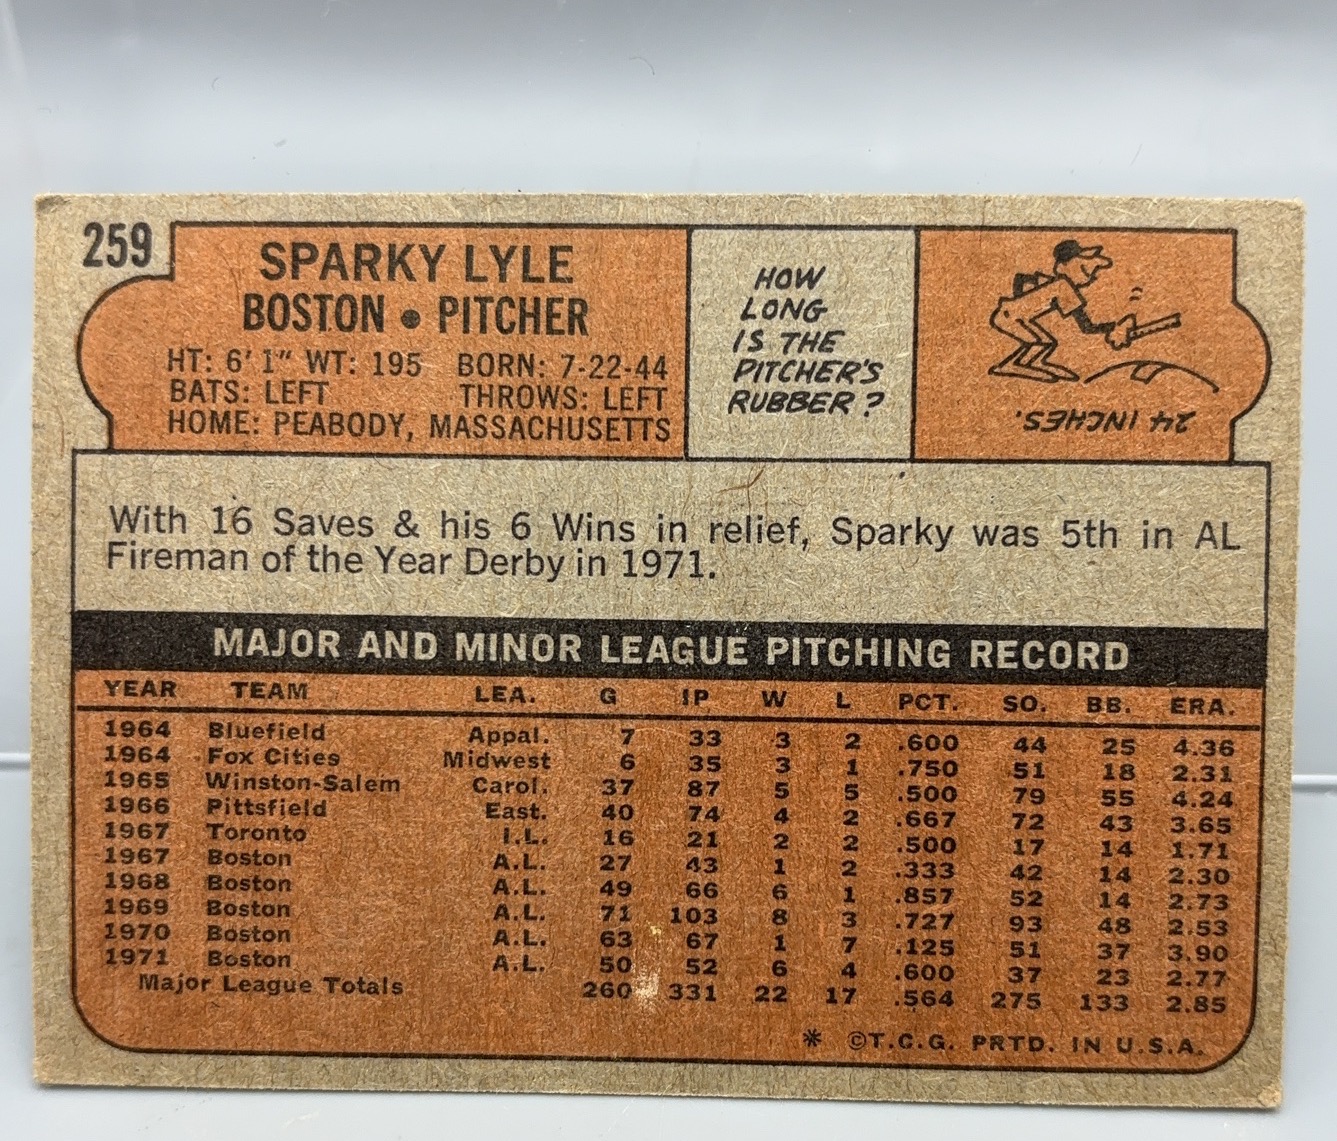 259
SPARKY LYLE
BOSTON • PITCHER
HT: 6' 1" WT: 195 BORN: 7-22-44
BATS: LEFT THROWS: LEFT
HOME: PEABODY, MASSACHUSETTS
HOW
LONG
IS THE
PITCHER'S
RUBBER?
24 INCHES.
With 16 Saves & his 6 Wins in relief, Sparky was 5th in AL
Fireman of the Year Derby in 1971.
MAJOR AND MINOR LEAGUE PITCHING RECORD
YEAR TEAM LEA. G IP W L PCT. SO. BB. ERA.
1964 Bluefield Appal. 7 33 3 2 .600 44 25 4.36
1964 Fox Cities Midwest 6 35 3 1 .750 51 18 2.31
1965 Winston-Salem Carol. 37 87 5 5 .500 79 55 4.24
1966 Pittsfield East. 40 74 4 2 .667 72 43 3.65
1967 Toronto I.L. 16 21 2 2 .500 17 14 1.71
1967 Boston A.L. 27 43 1 2 .333 42 14 2.30
1968 Boston A.L. 49 66 6 1 .857 52 14 2.73
1969 Boston A.L. 71 103 8 3 .727 93 48 2.53
1970 Boston A.L. 63 67 1 7 .125 51 37 3.90
1971 Boston A.L. 50 52 6 4 .600 37 23 2.77
Major League Totals 260 331 22 17 .564 275 133 2.85
* ©T.C.G. PRTD. IN U.S.A.